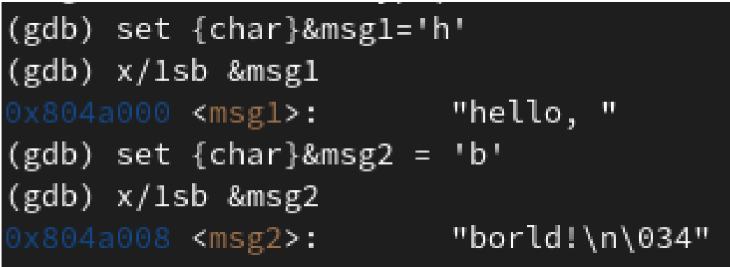 (gdb) set {char}&msg1='h'
(gdb) x/1sb &msg1
0x804a000 <msg1>:	"hello, "
(gdb) set {char}&msg2 = 'b'
(gdb) x/1sb &msg2
0x804a008 <msg2>:	"borld!\n\034"